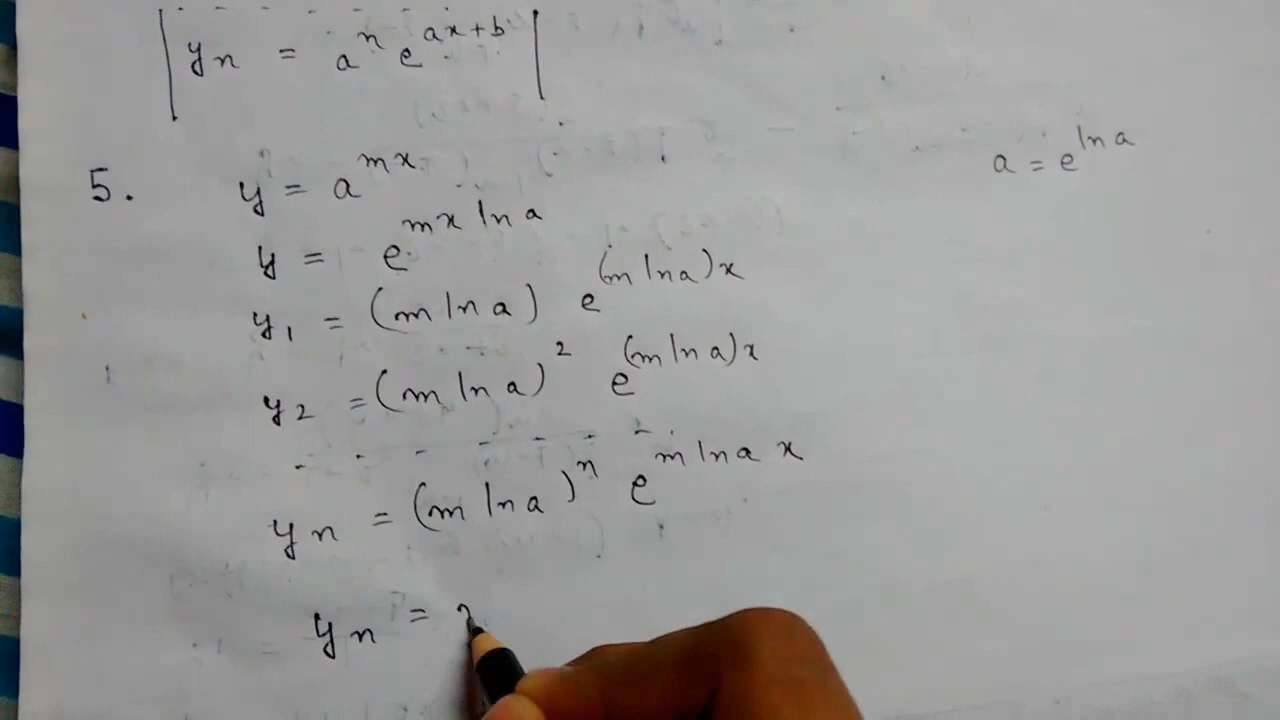 yn = a^n e^(ax+b)
5. y = a^(mx)
a = e^(ln a)
y = e^(mx ln a)
y1 = (m ln a) e^((m ln a)x)
y2 = (m ln a)^2 e^((m ln a)x)
yn = (m ln a)^n e^(m ln a x)
yn =